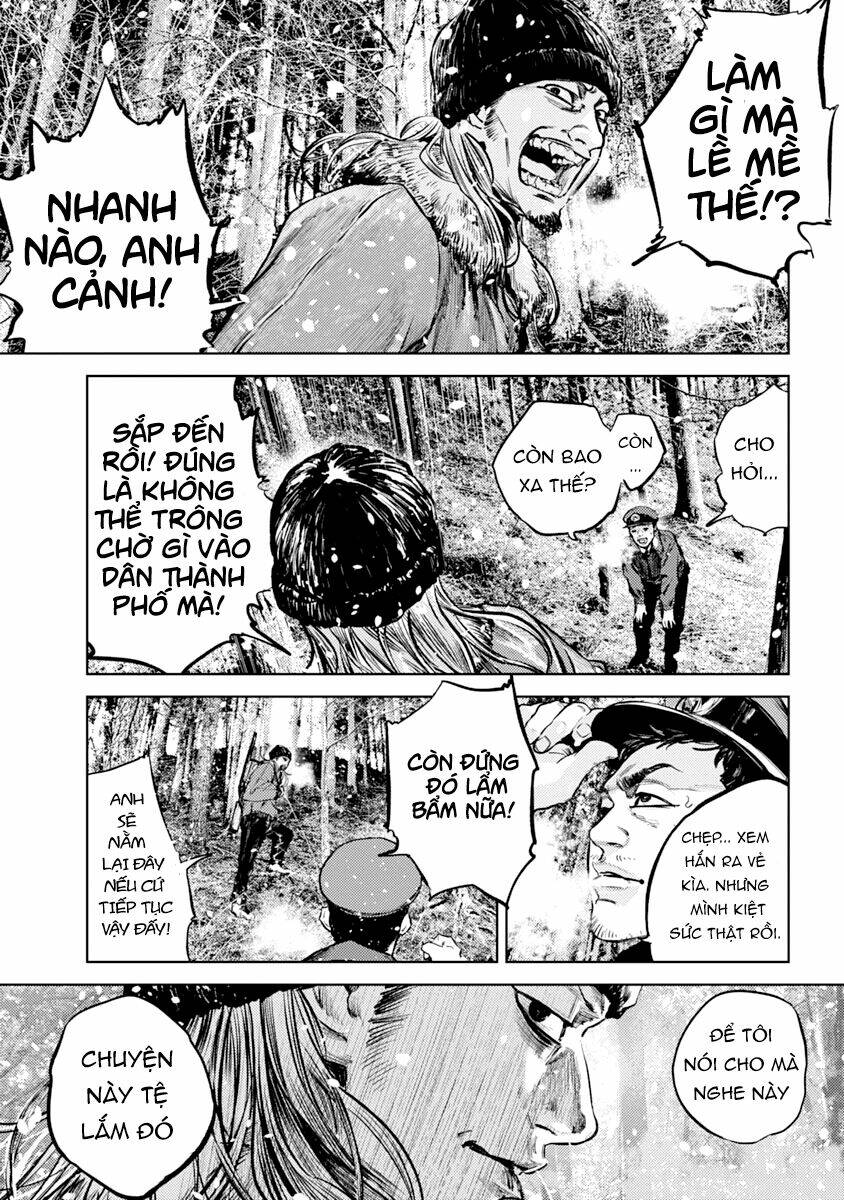 LÀM
GÌ MÀ
LỀ MỀ
THẾ!?
NHANH
NÀO, ANH
CẢNH!
CHO
HỎI...
CÒN
...
CÒN BAO
XA THẾ?
SẮP ĐẾN
RỒI! ĐÚNG
LÀ KHÔNG
THỂ TRÔNG
CHỜ GÌ VÀO
DÂN THÀNH
PHỐ MÀ!
CHẸP... XEM
HẮN RA VẺ
KÌA. NHƯNG
MÌNH KIỆT
SỨC THẬT RỒI.
CÒN ĐỨNG
ĐÓ LẨM
BẨM NỮA!
ANH
SẼ
NẰM
LẠI ĐÂY
NẾU CỨ
TIẾP TỤC
VẬY ĐẤY!
ĐỂ TÔI
NÓI CHO MÀ
NGHE NÀY
CHUYỆN
NÀY TỆ
LẮM ĐÓ